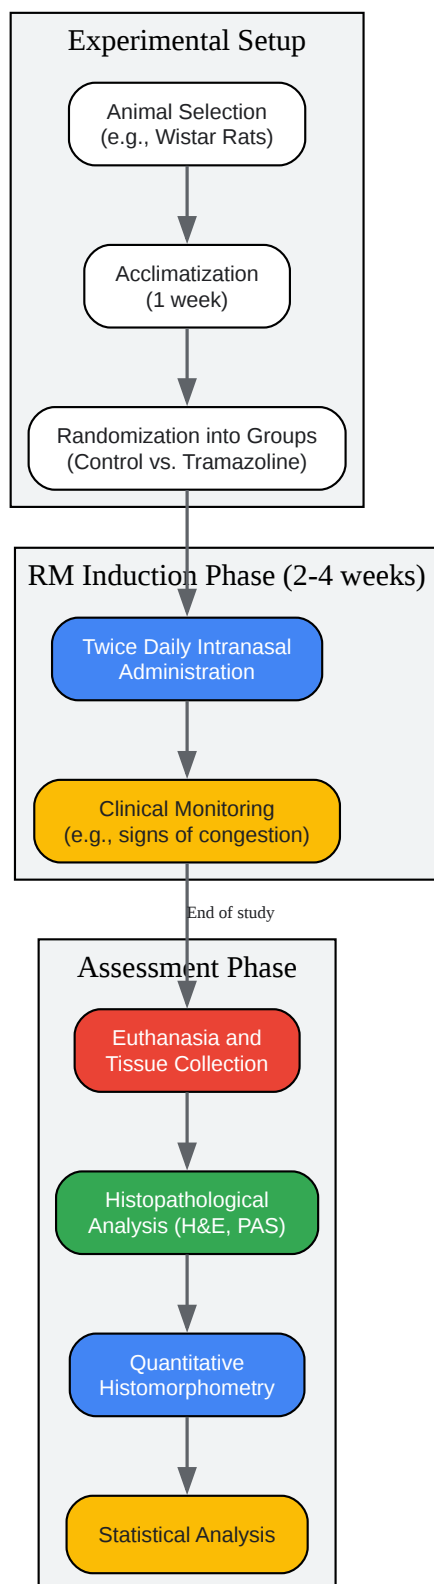 Experimental Setup
Animal Selection
(e.g., Wistar Rats)
Acclimatization
(1 week)
Randomization into Groups
(Control vs. Tramazoline)
RM Induction Phase (2-4 weeks)
Twice Daily Intranasal
Administration
Clinical Monitoring
(e.g., signs of congestion)
End of study
Assessment Phase
Euthanasia and
Tissue Collection
Histopathological
Analysis (H&E, PAS)
Quantitative
Histomorphometry
Statistical Analysis